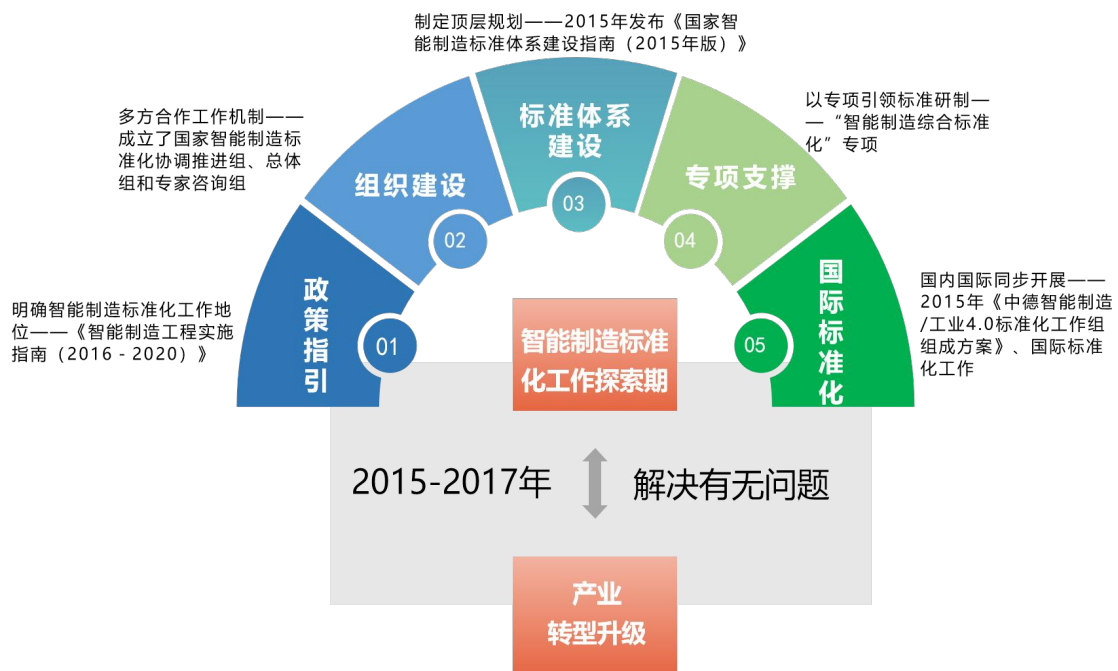 制定顶层规划——2015年发布《国家智
能制造标准体系建设指南（2015年版）》
多方合作工作机制——
成立了国家智能制造标
准化协调推进组、总体
组和专家咨询组
以专项引领标准研制—
—“智能制造综合标准
化”专项
标准体系
建设
03
组织建设
02
专项支撑
04
明确智能制造标准化工作地
位——《智能制造工程实施
指南（2016 - 2020）》
政策指引
01
国际标准化
05
国内国际同步开展——
2015年《中德智能制造
/工业4.0标准化工作组
组成方案》、国际标准
化工作
智能制造标准
化工作探索期
2015-2017年
解决有无问题
产业
转型升级